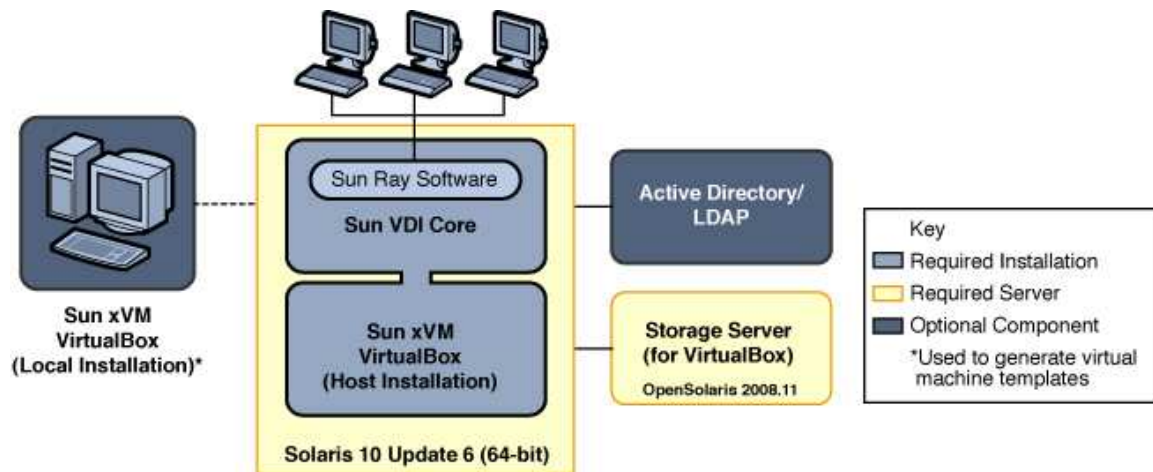 Sun Ray Software
Sun VDI Core
Sun xVM
VirtualBox
(Local Installation)*
Sun xVM
VirtualBox
(Host Installation)
Solaris 10 Update 6 (64-bit)
Active Directory/
LDAP
Storage Server
(for VirtualBox)
OpenSolaris 2008.11
Key
Required Installation
Required Server
Optional Component
*Used to generate virtual
machine templates